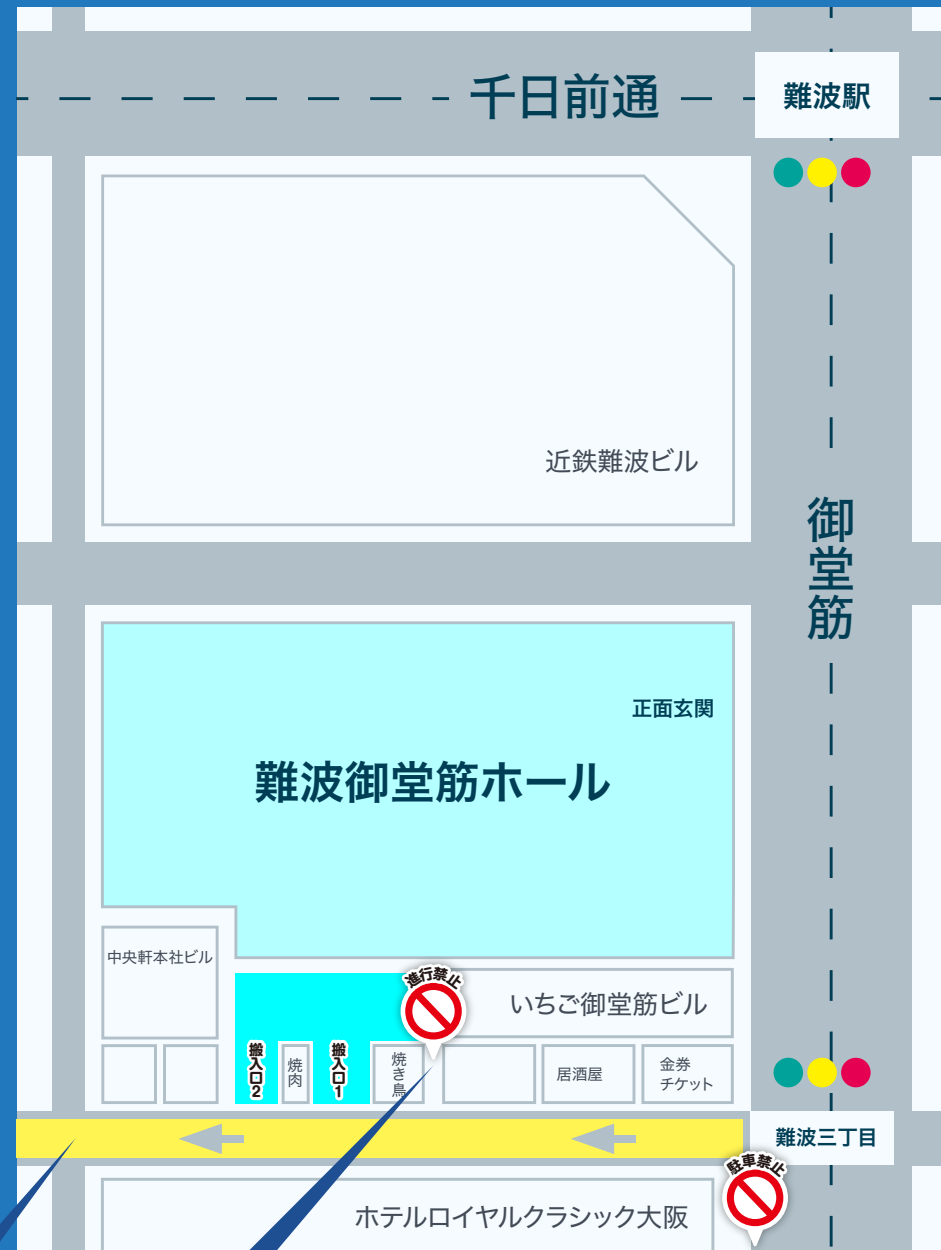 千日前通
難波駅
近鉄難波ビル
御堂筋
正面玄関
難波御堂筋ホール
中央軒本社ビル
進行禁止
いちご御堂筋ビル
搬入口2
焼肉
搬入口1
焼き鳥
居酒屋
金券
チケット
難波三丁目
駐車禁止
ホテルロイヤルクラシック大阪